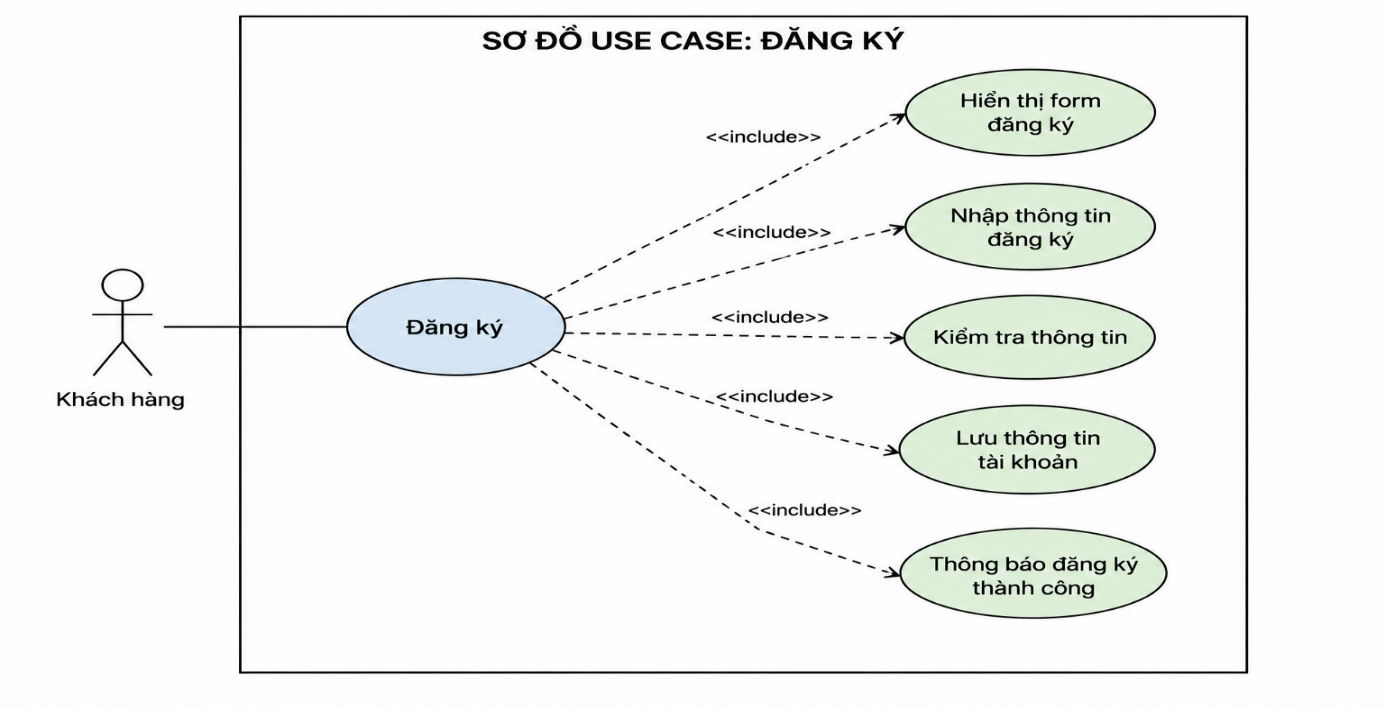 SƠ ĐỒ USE CASE: ĐĂNG KÝ
Hiển thị form
đăng ký
<<include>>
Nhập thông tin
đăng ký
<<include>>
Kiểm tra thông tin
<<include>>
Đăng ký
Khách hàng
<<include>>
Lưu thông tin
tài khoản
<<include>>
Thông báo đăng ký
thành công